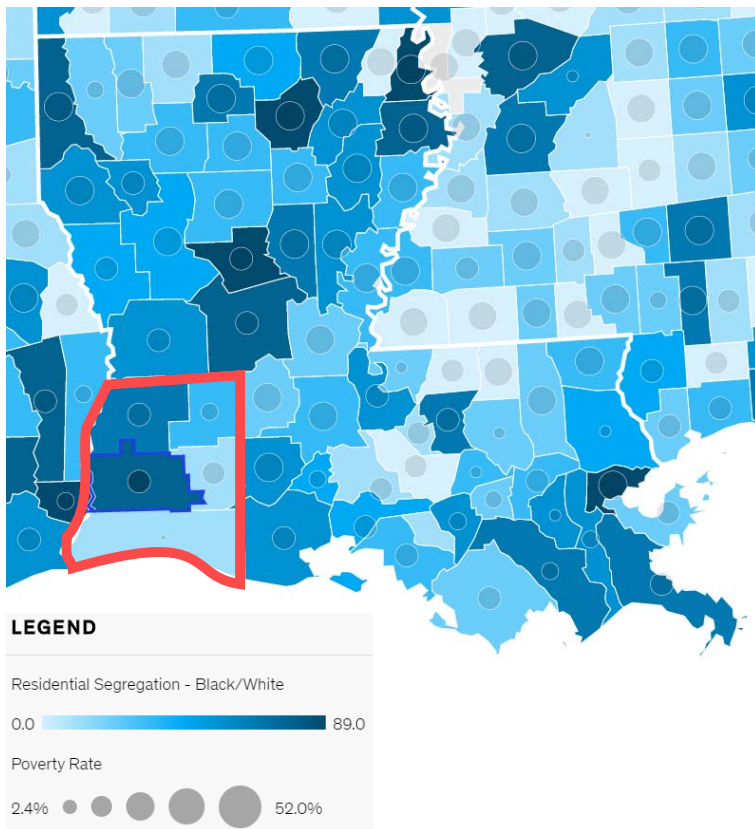 LEGEND
Residential Segregation - Black/White
0.0 89.0
Poverty Rate
2.4% 52.0%